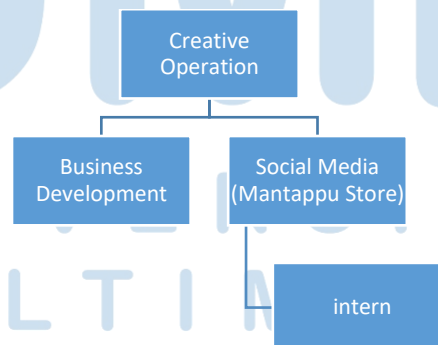 Creative
Operation
Business
Development
Social Media
(Mantappu Store)
intern
L T I